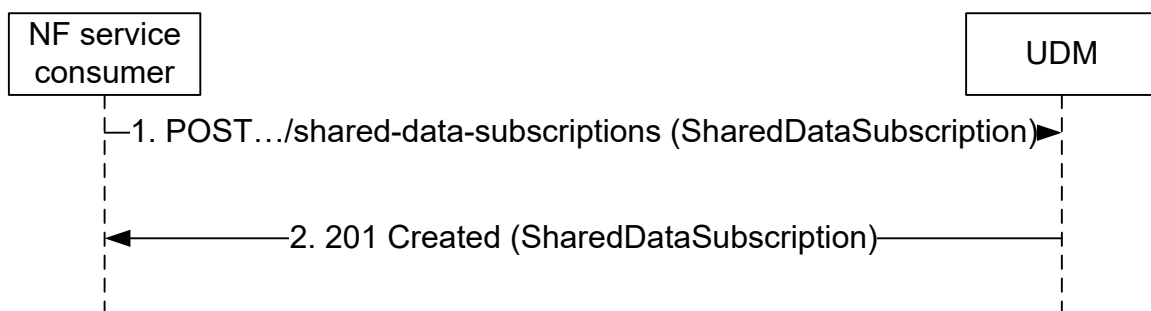 NF service
consumer
UDM
1. POST…/shared-data-subscriptions (SharedDataSubscription)
2. 201 Created (SharedDataSubscription)